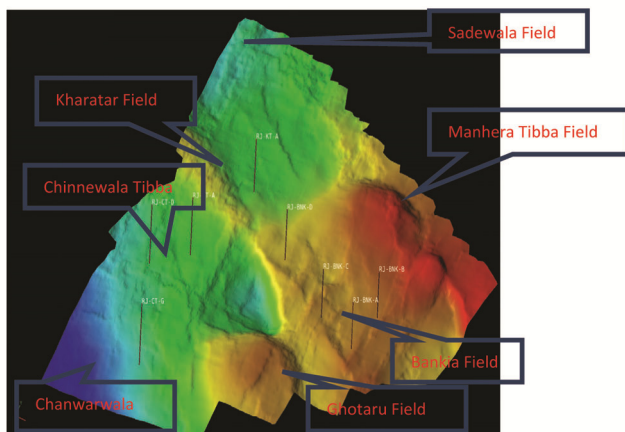 Sadewala Field
Kharatar Field
Manhera Tibba Field
RJ-KT-A
Chinnewala Tibba
RJ-CT-D
RJ-BNK-D
RJ-BNK-C
RJ-BNK-B
RJ-CT-G
RJ-BNK-A
Bankia Field
Chanwarwala
Ghotaru Field